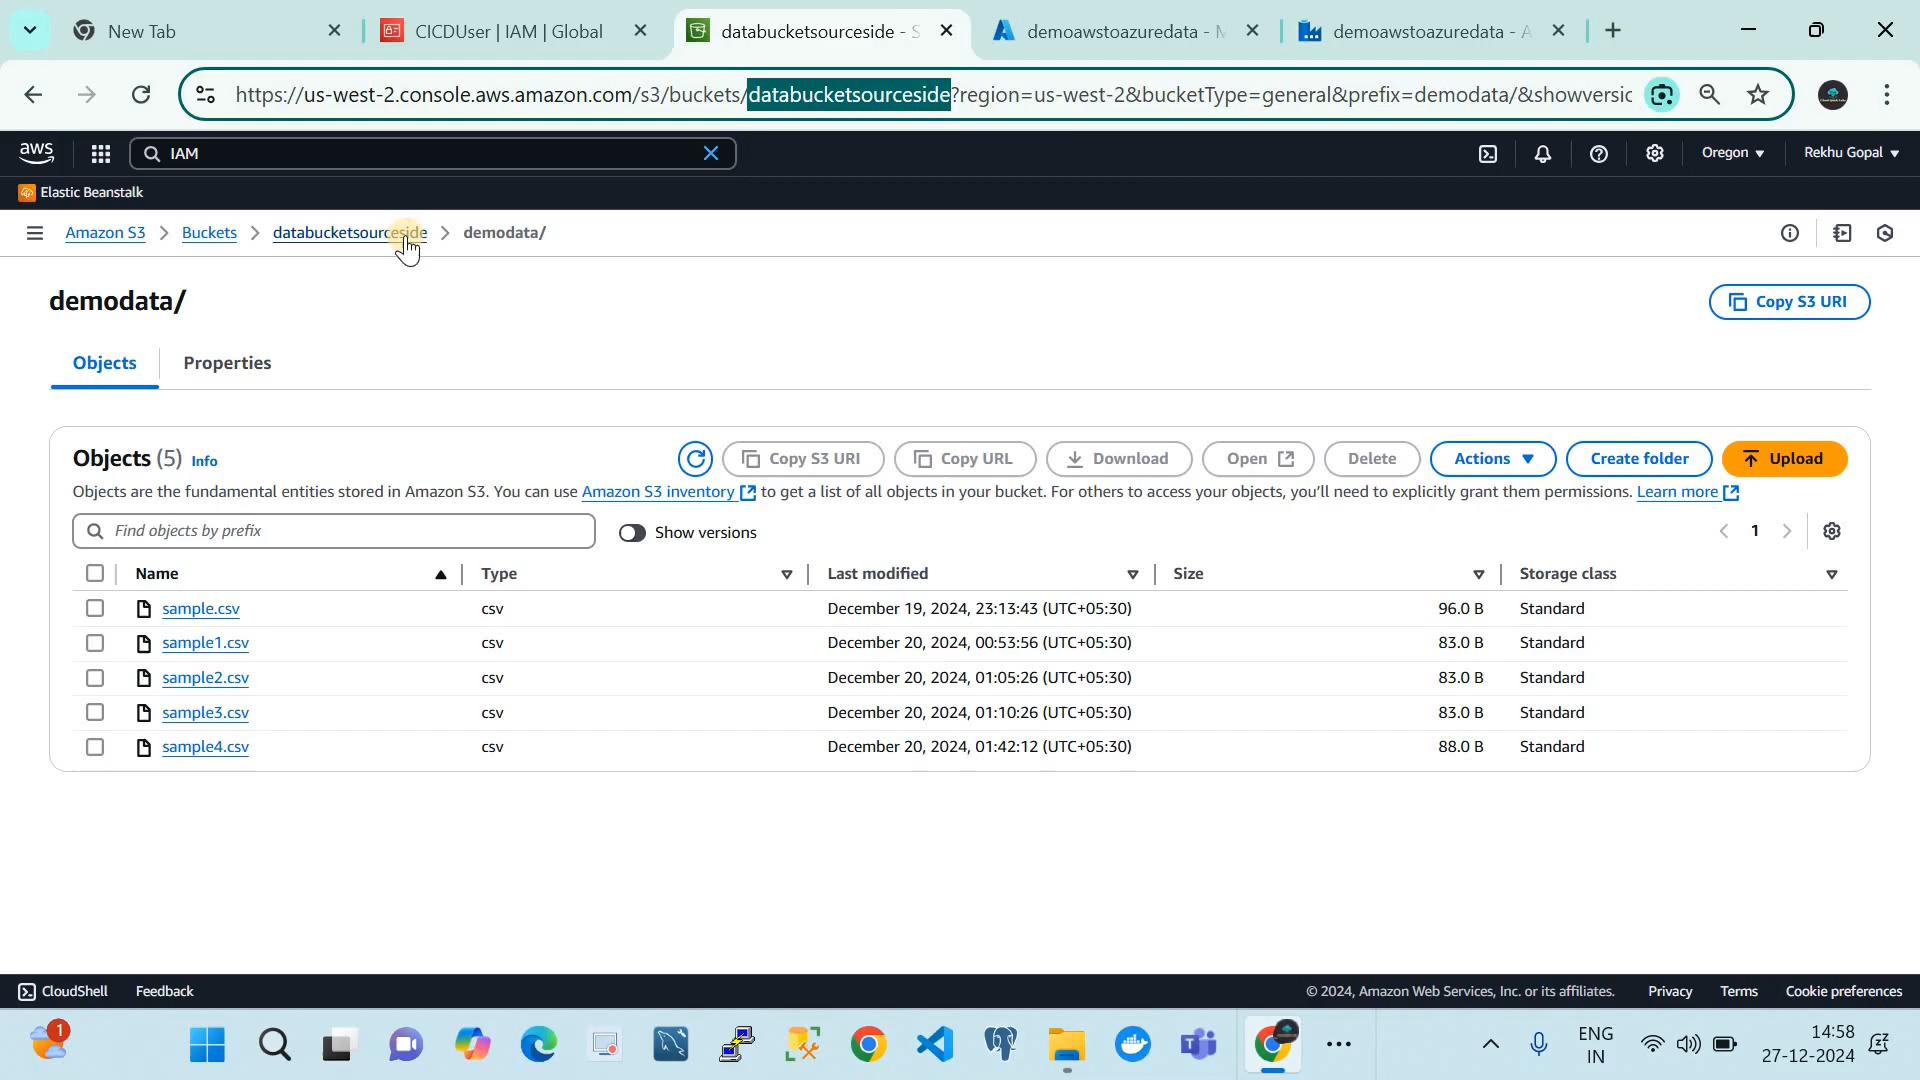 New Tab
CICDUser | IAM | Global
databucketsourceside - S
demoawstoazuredata - M
demoawstoazuredata - A
https://us-west-2.console.aws.amazon.com/s3/buckets/databucketsourceside?region=us-west-2&bucketType=general&prefix=demodata/&showversic
aws
IAM
Oregon
Rekhu Gopal
Elastic Beanstalk
Amazon S3
Buckets
databucketsourceside
demodata/
demodata/
Copy S3 URI
Objects
Properties
Objects (5) Info
Copy S3 URI
Copy URL
Download
Open
Delete
Actions
Create folder
Upload
Objects are the fundamental entities stored in Amazon S3. You can use Amazon S3 inventory to get a list of all objects in your bucket. For others to access your objects, you'll need to explicitly grant them permissions. Learn more
Find objects by prefix
Show versions
1
Name Type Last modified Size Storage class
sample.csv csv December 19, 2024, 23:13:43 (UTC+05:30) 96.0 B Standard
sample1.csv csv December 20, 2024, 00:53:56 (UTC+05:30) 83.0 B Standard
sample2.csv csv December 20, 2024, 01:05:26 (UTC+05:30) 83.0 B Standard
sample3.csv csv December 20, 2024, 01:10:26 (UTC+05:30) 83.0 B Standard
sample4.csv csv December 20, 2024, 01:42:12 (UTC+05:30) 88.0 B Standard
CloudShell
Feedback
© 2024, Amazon Web Services, Inc. or its affiliates.
Privacy
Terms
Cookie preferences
1
ENG
IN
14:58
27-12-2024